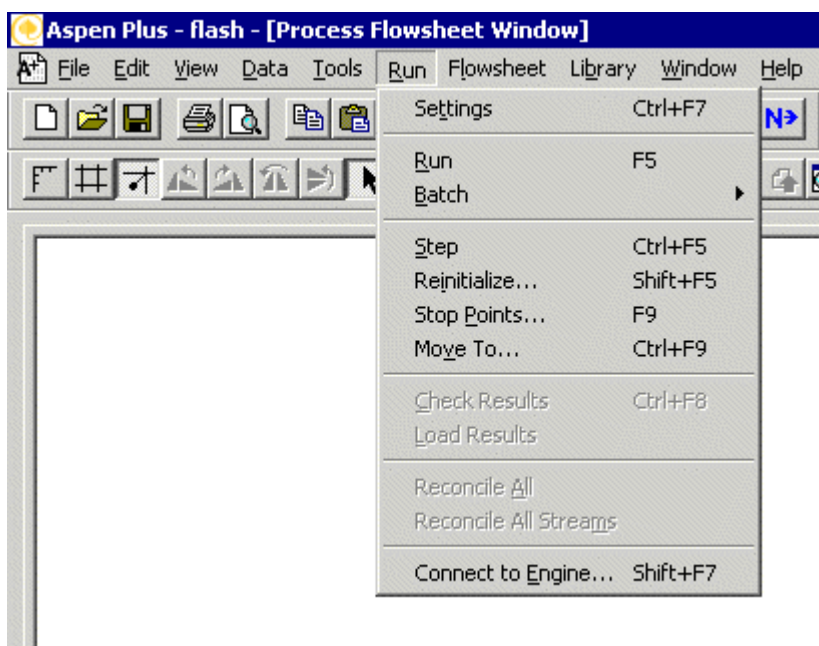 Aspen Plus - flash - [Process Flowsheet Window]
File Edit View Data Tools Run Flowsheet Library Window Help
Settings Ctrl+F7
N
Run F5
Batch
Step Ctrl+F5
Reinitialize... Shift+F5
Stop Points... F9
Move To... Ctrl+F9
Check Results Ctrl+F8
Load Results
Reconcile All
Reconcile All Streams
Connect to Engine... Shift+F7